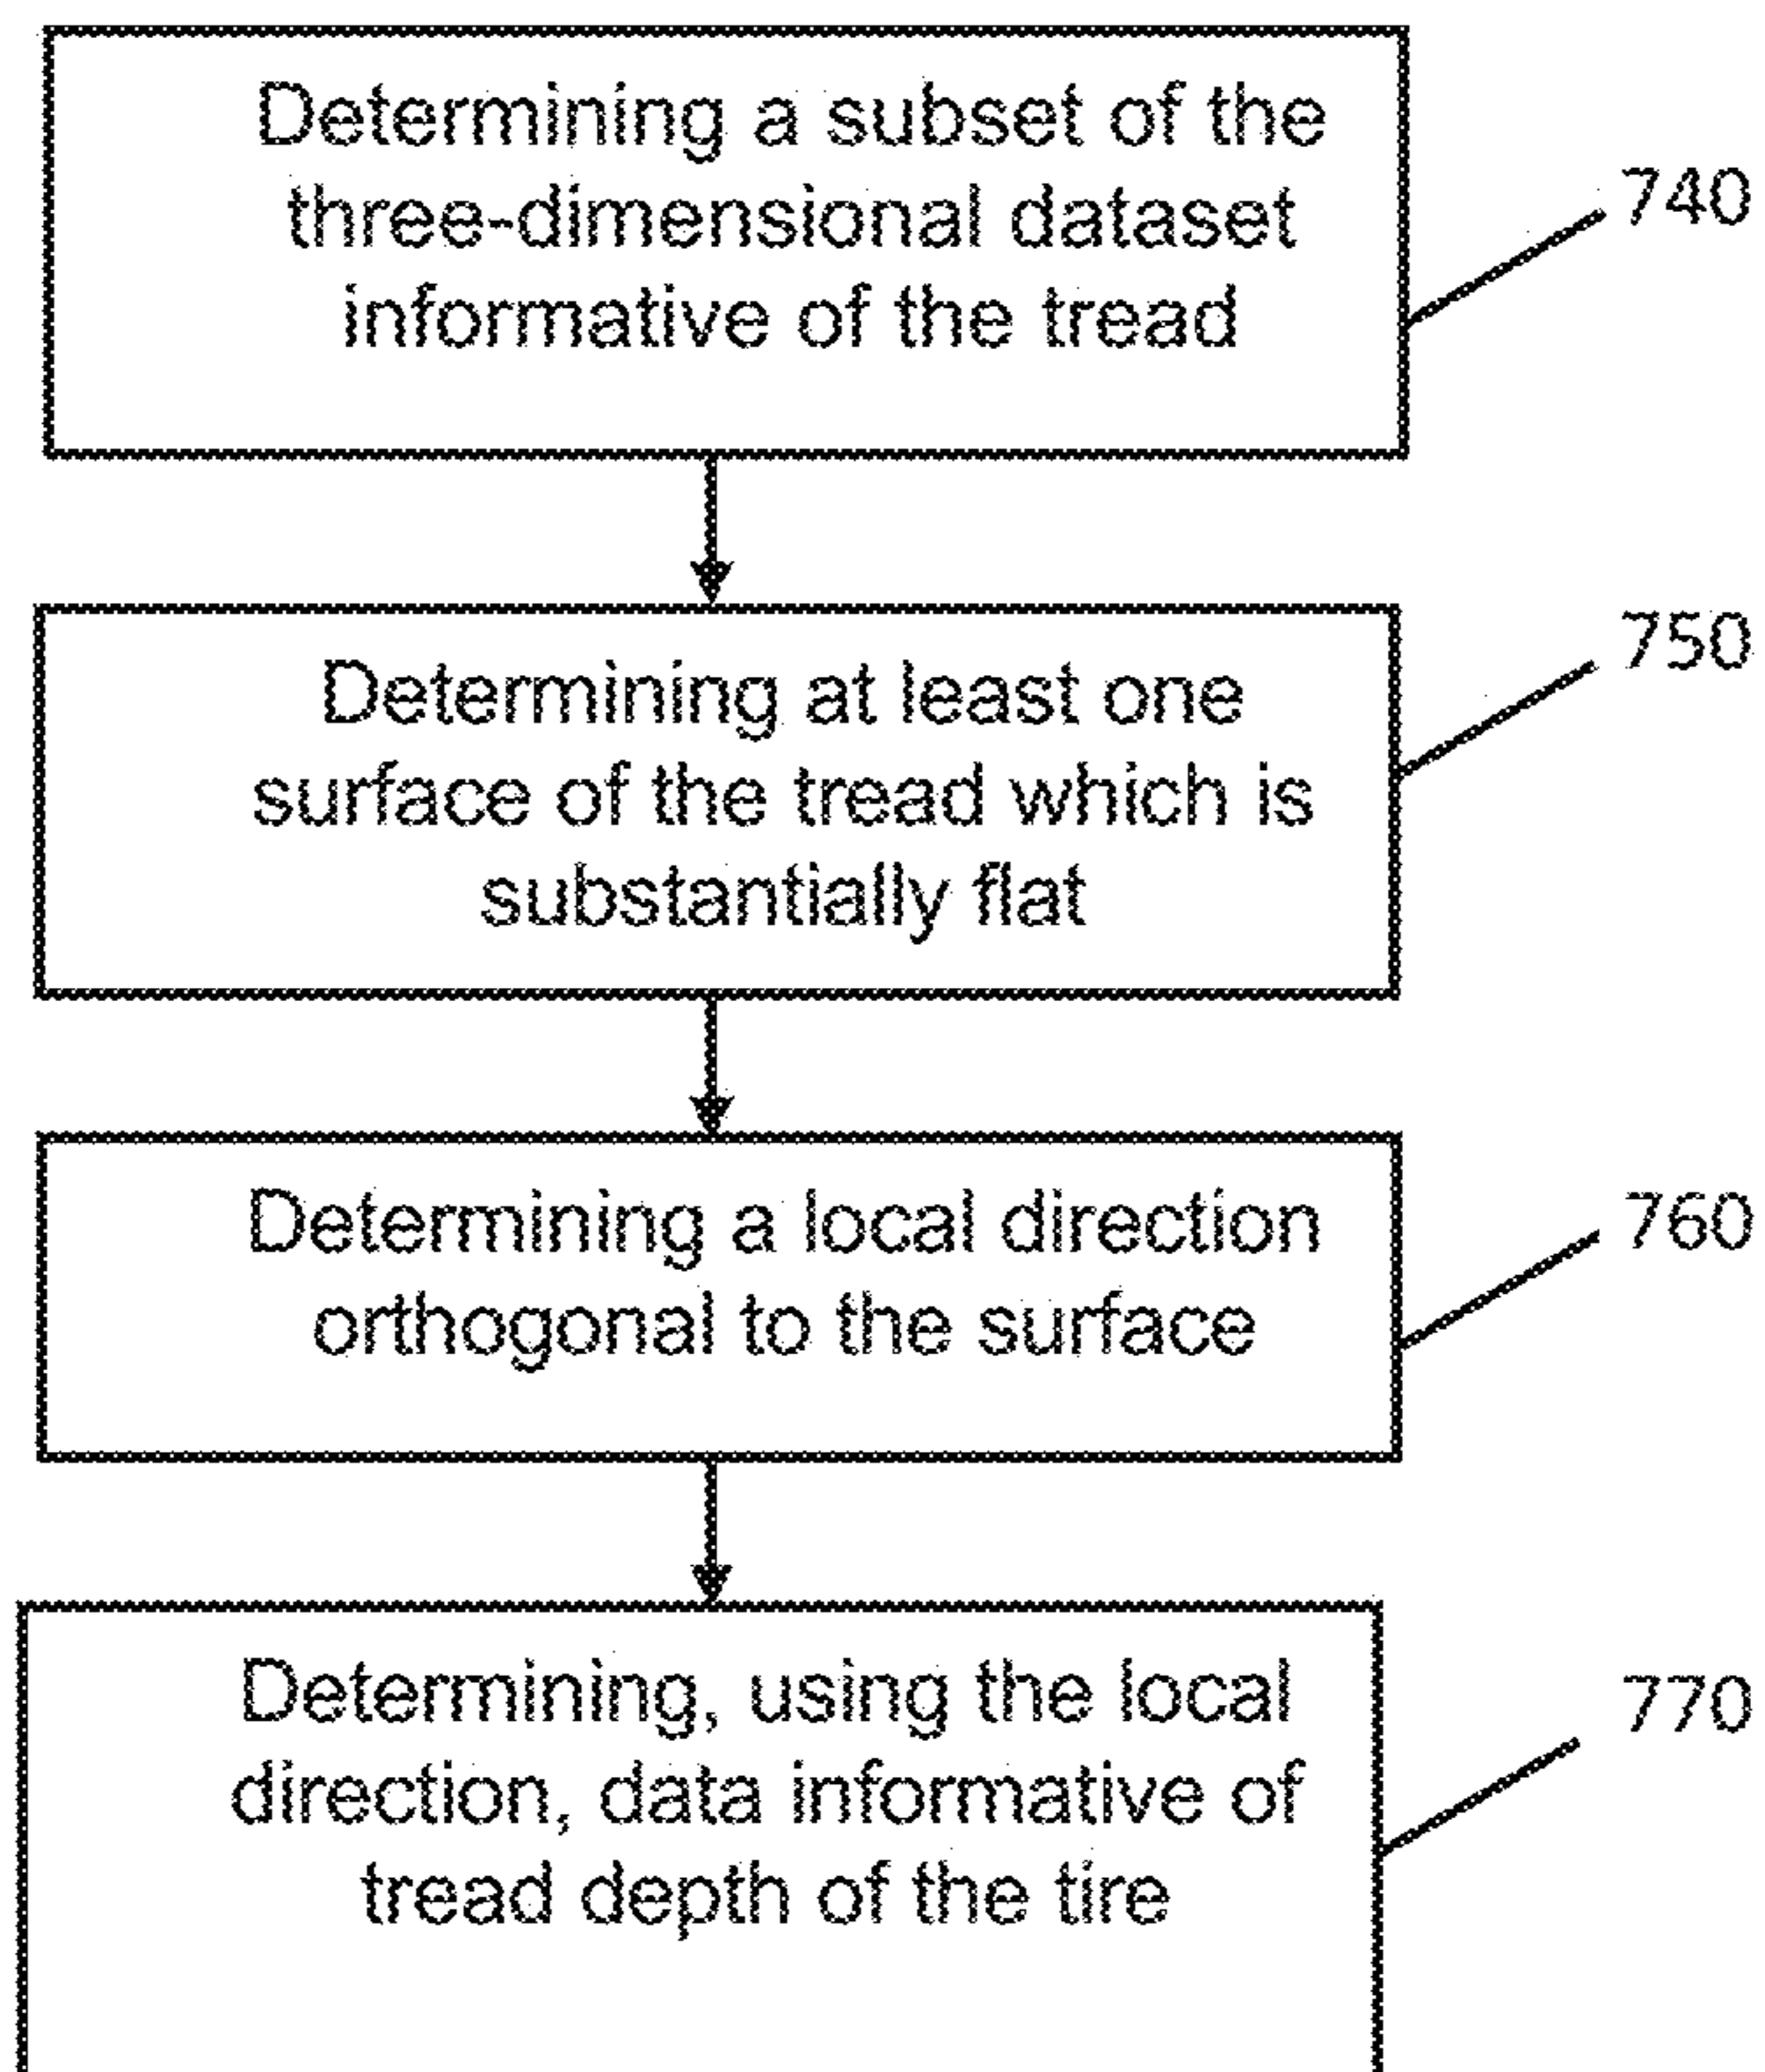 Determining a subset of the
three-dimensional dataset
informative of the tread
740
Determining at least one
surface of the tread which is
substantially flat
750
Determining a local direction
orthogonal to the surface
760
Determining, using the local
direction, data informative of
tread depth of the tire
770